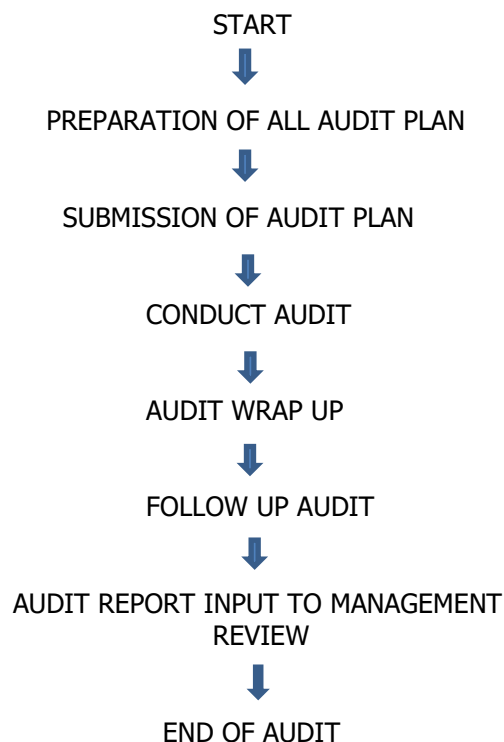 START
PREPARATION OF ALL AUDIT PLAN
SUBMISSION OF AUDIT PLAN
CONDUCT AUDIT
AUDIT WRAP UP
FOLLOW UP AUDIT
AUDIT REPORT INPUT TO MANAGEMENT
REVIEW
END OF AUDIT